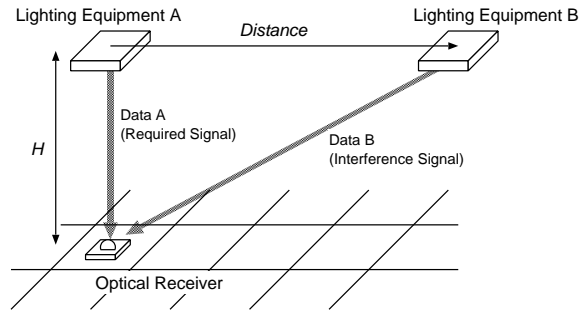 Lighting Equipment A
Lighting Equipment B
Distance
Data A
(Required Signal)
H
Data B
(Interference Signal)
Optical Receiver